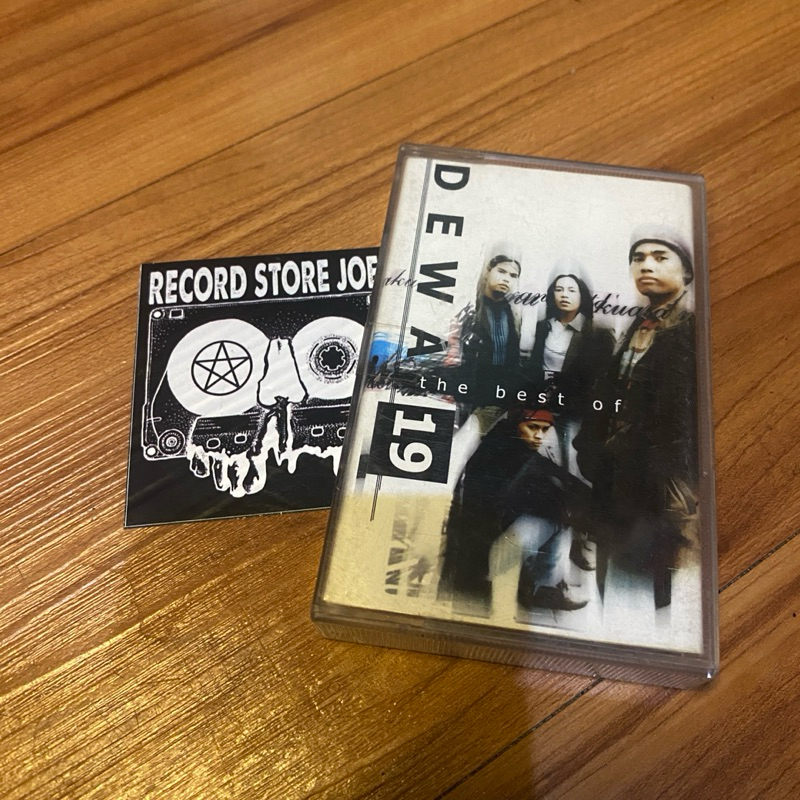 RECORD STORE JOE
DEWA
19
the best of